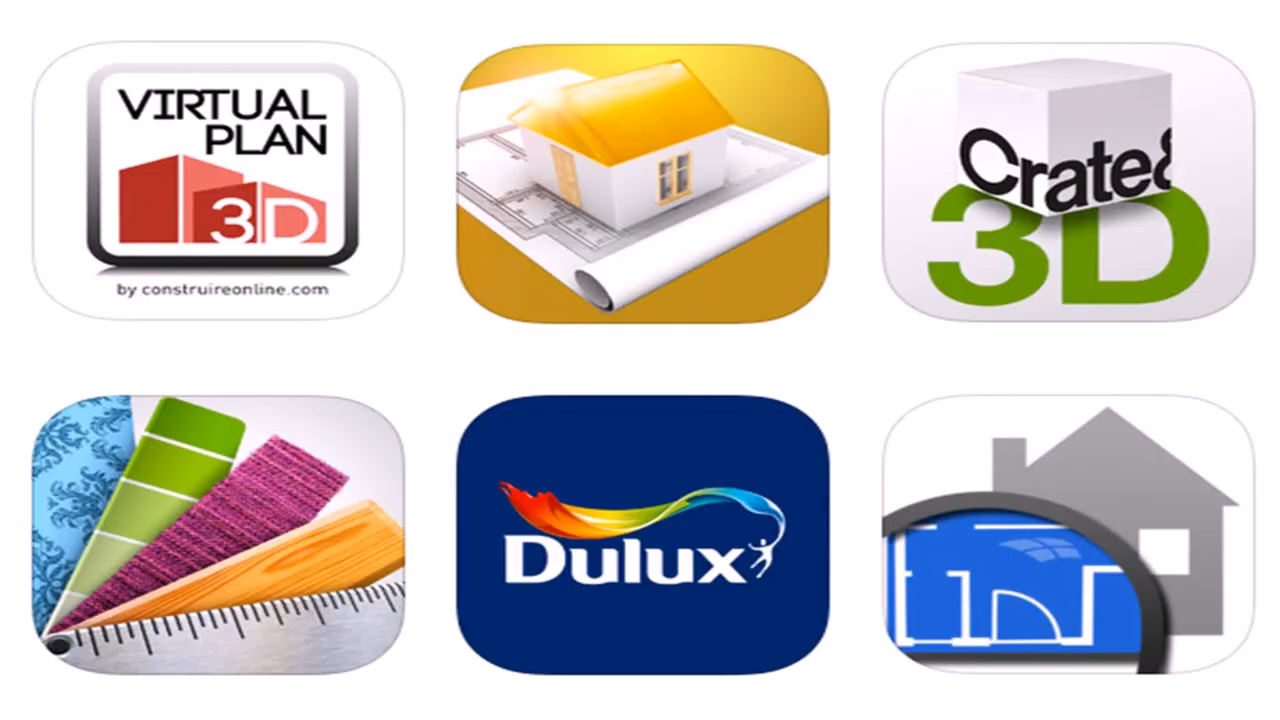 VIRTUAL
PLAN
3D
by construireonline.com
Crate&
3D
Dulux